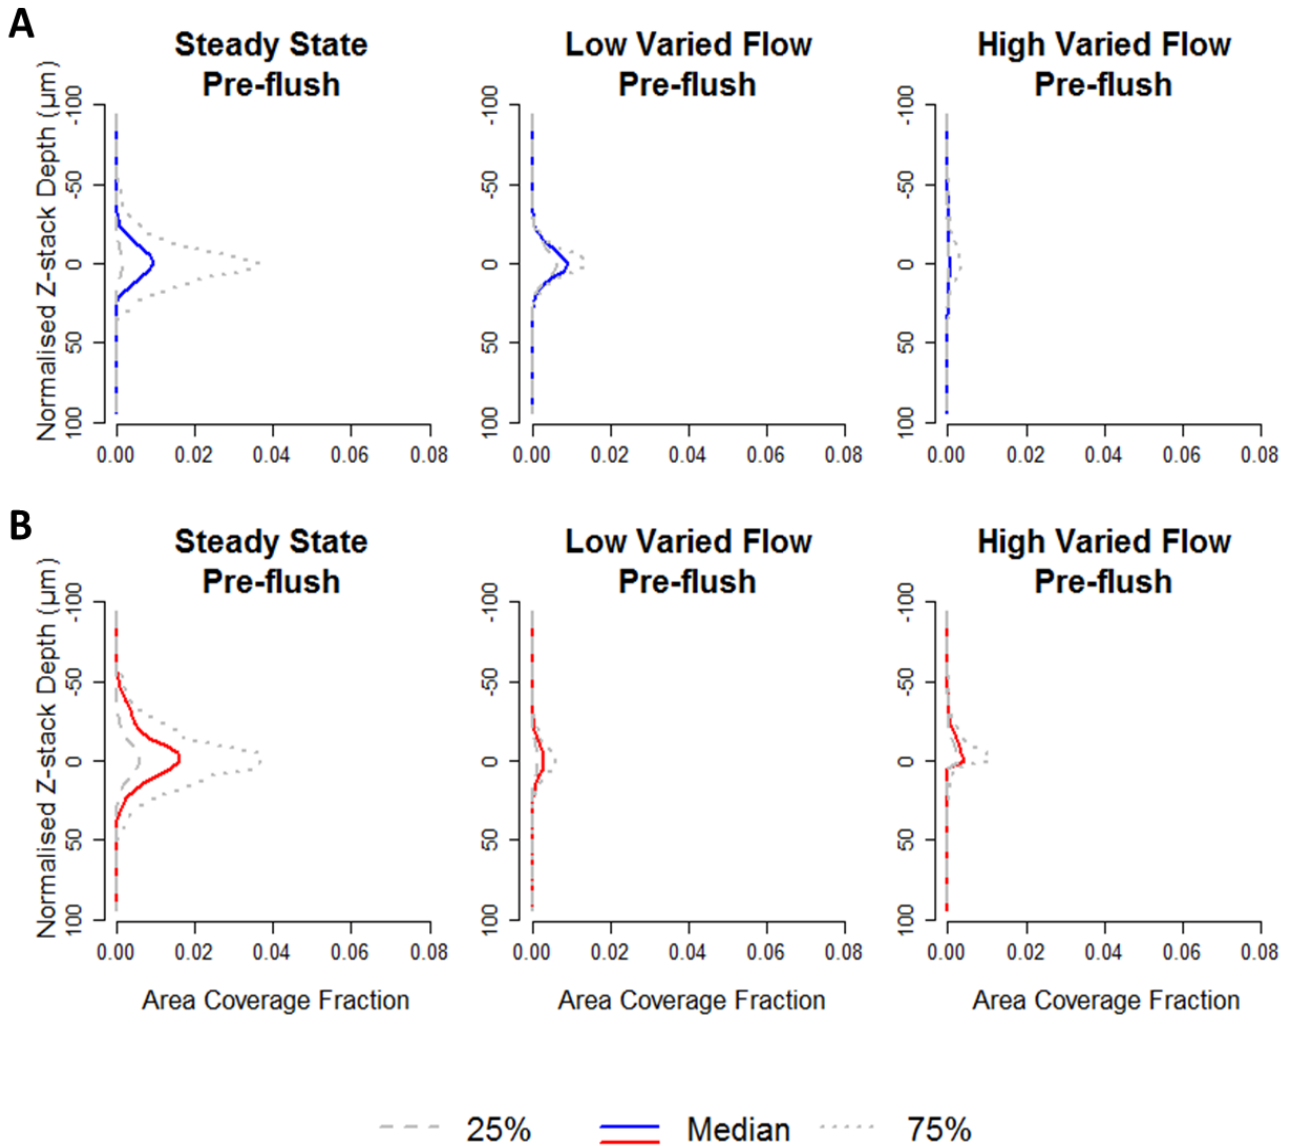 A
Steady State
Pre-flush
Low Varied Flow
Pre-flush
High Varied Flow
Pre-flush
Normalised Z-stack Depth (µm)
-100
-50
0
50
100
0.00 0.02 0.04 0.06 0.08
-100
-50
0
50
100
0.00 0.02 0.04 0.06 0.08
-100
-50
0
50
100
0.00 0.02 0.04 0.06 0.08
B
Steady State
Pre-flush
Low Varied Flow
Pre-flush
High Varied Flow
Pre-flush
Normalised Z-stack Depth (µm)
-100
-50
0
50
100
0.00 0.02 0.04 0.06 0.08
Area Coverage Fraction
-100
-50
0
50
100
0.00 0.02 0.04 0.06 0.08
Area Coverage Fraction
-100
-50
0
50
100
0.00 0.02 0.04 0.06 0.08
Area Coverage Fraction
25% Median 75%